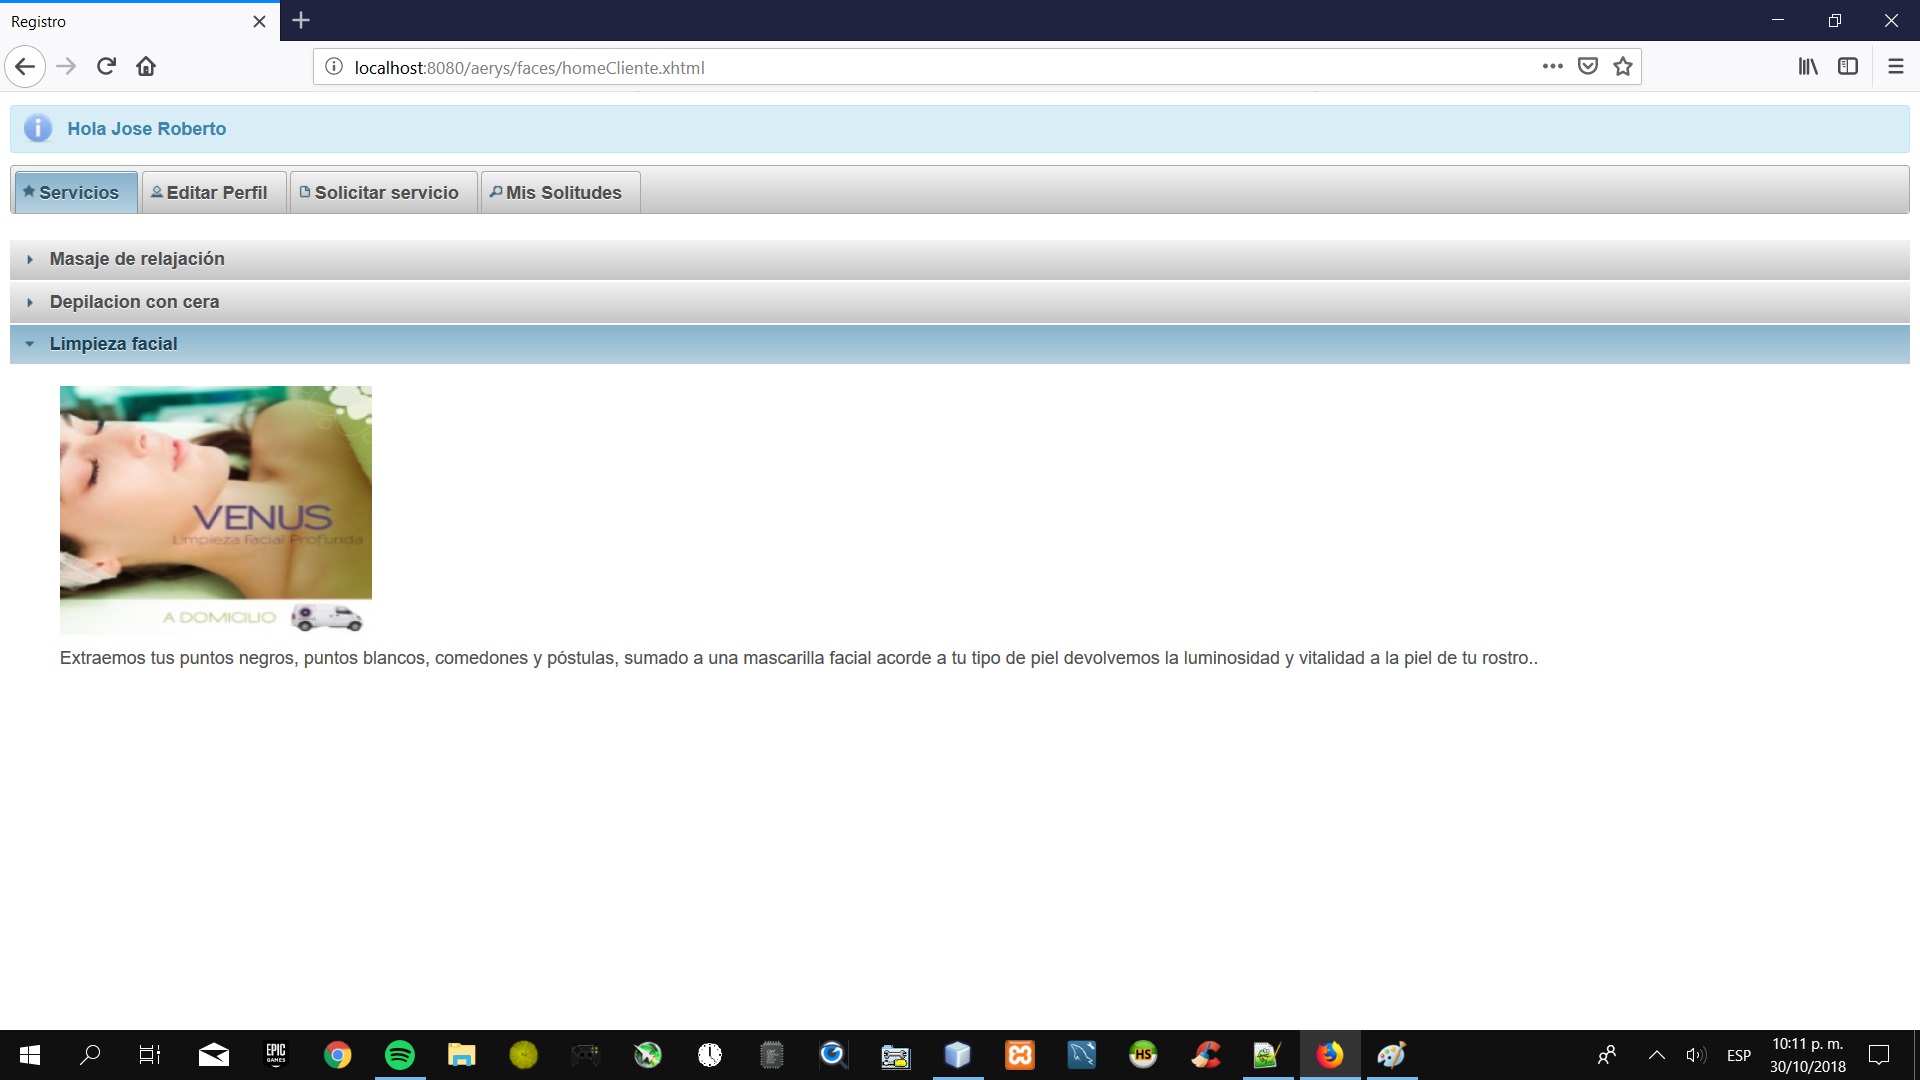 Registro
localhost:8080/aerys/faces/homeCliente.xhtml
Hola Jose Roberto
Servicios Editar Perfil Solicitar servicio Mis Solitudes
Masaje de relajación
Depilacion con cera
Limpieza facial
VENUS
Limpieza Facial Profunda
A DOMICILIO
Extraemos tus puntos negros, puntos blancos, comedones y póstulas, sumado a una mascarilla facial acorde a tu tipo de piel devolvemos la luminosidad y vitalidad a la piel de tu rostro..
EPIC
GAMES
HS
ESP
10:11 p. m.
30/10/2018